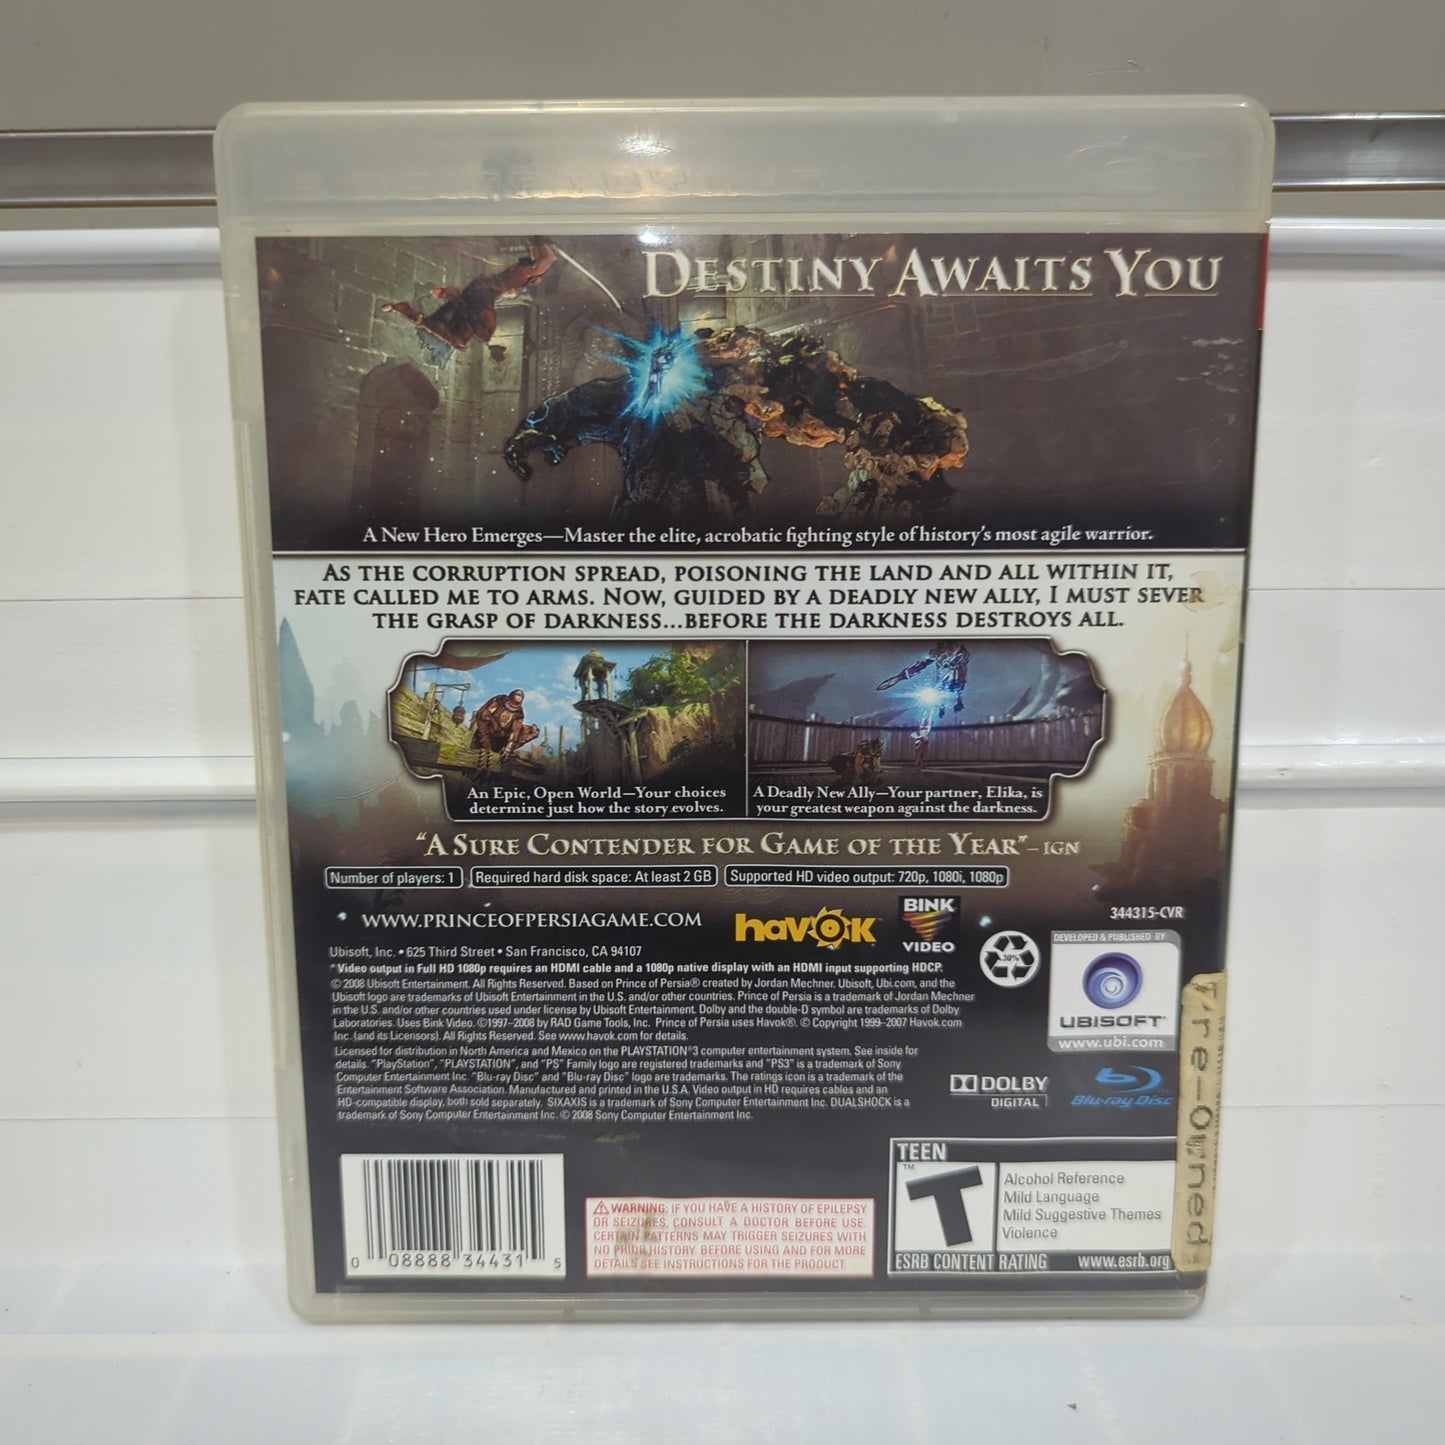 DESTINY AWAITS YOU
A New Hero Emerges—Master the elite, acrobatic fighting style of history's most agile warrior.
AS THE CORRUPTION SPREAD, POISONING THE LAND AND ALL WITHIN IT,
FATE CALLED ME TO ARMS. NOW, GUIDED BY A DEADLY NEW ALLY, I MUST SEVER
THE GRASP OF DARKNESS...BEFORE THE DARKNESS DESTROYS ALL.
An Epic, Open World—Your choices
determine just how the story evolves.
A Deadly New Ally—Your partner, Elika, is
your greatest weapon against the darkness.
"A SURE CONTENDER FOR GAME OF THE YEAR" – IGN
Number of players: 1
Required hard disk space: At least 2 GB
Supported HD video output: 720p, 1080i, 1080p
WWW.PRINCEOFPERSIAGAME.COM
havok™
BINK
VIDEO
344315-CVR
Ubisoft, Inc. • 625 Third Street • San Francisco, CA 94107
*Video output in Full HD 1080p requires an HDMI cable and a 1080p native display with an HDMI input supporting HDCP.
© 2008 Ubisoft Entertainment. All Rights Reserved. Based on Prince of Persia® created by Jordan Mechner. Ubisoft, Ubi.com, and the
Ubisoft logo are trademarks of Ubisoft Entertainment in the U.S. and/or other countries. Prince of Persia is a trademark of Jordan Mechner
in the U.S. and/or other countries used under license by Ubisoft Entertainment. Dolby and the double-D symbol are trademarks of Dolby
Laboratories. Uses Bink Video. ©1997–2008 by RAD Game Tools, Inc. Prince of Persia uses Havok®. © Copyright 1999–2007 Havok.com
Inc. (and its Licensors). All Rights Reserved. See www.havok.com for details.
Licensed for distribution in North America and Mexico on the PLAYSTATION®3 computer entertainment system. See inside for
details. "PlayStation", "PLAYSTATION", and "PS" Family logo are registered trademarks and "PS3" is a trademark of Sony
Computer Entertainment Inc. "Blu-ray Disc" and "Blu-ray Disc" logo are trademarks. The ratings icon is a trademark of the
Entertainment Software Association. Manufactured and printed in the U.S.A. Video output in HD requires cables and an
HD-compatible display, both sold separately. SIXAXIS is a trademark of Sony Computer Entertainment Inc. DUALSHOCK is a
trademark of Sony Computer Entertainment Inc. © 2008 Sony Computer Entertainment Inc.
30%
DEVELOPED & PUBLISHED BY
UBISOFT
www.ubi.com
DOLBY
DIGITAL
Blu-ray Disc
Pre-Owned
0 08888 34431 5
WARNING: IF YOU HAVE A HISTORY OF EPILEPSY
OR SEIZURES, CONSULT A DOCTOR BEFORE USE.
CERTAIN PATTERNS MAY TRIGGER SEIZURES WITH
NO PRIOR HISTORY. BEFORE USING AND FOR MORE
DETAILS SEE INSTRUCTIONS FOR THE PRODUCT.
TEEN
T™
Alcohol Reference
Mild Language
Mild Suggestive Themes
Violence
ESRB CONTENT RATING www.esrb.org